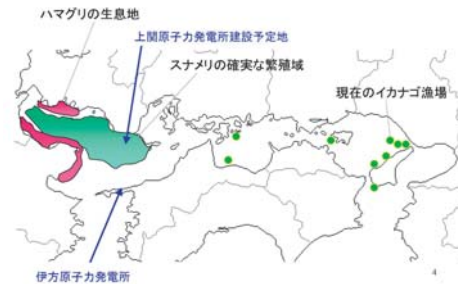 ハマグリの生息地
上関原子力発電所建設予定地
スナメリの確実な繁殖域
現在のイカナゴ漁場
伊方原子力発電所
4